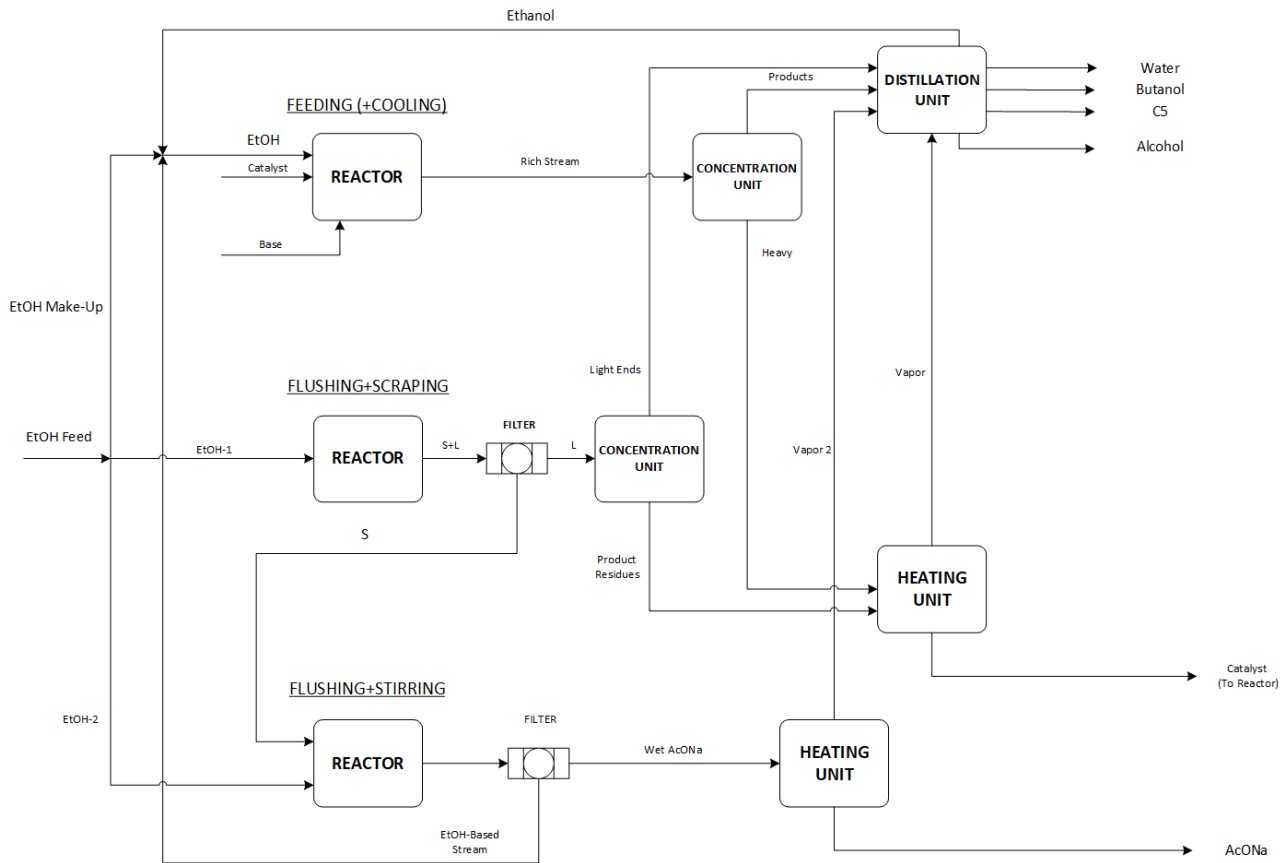 Ethanol
Products
DISTILLATION
UNIT
Water
Butanol
C5
Alcohol
FEEDING (+COOLING)
EtOH
Catalyst
REACTOR
Rich Stream
CONCENTRATION
UNIT
Base
Heavy
EtOH Make-Up
Light Ends
Vapor
FLUSHING+SCRAPING
EtOH Feed
EtOH-1
REACTOR
S+L
FILTER
L
CONCENTRATION
UNIT
Vapor 2
S
Product
Residues
HEATING
UNIT
Catalyst
(To Reactor)
FLUSHING+STIRRING
EtOH-2
REACTOR
FILTER
Wet AcONa
HEATING
UNIT
EtOH-Based
Stream
AcONa